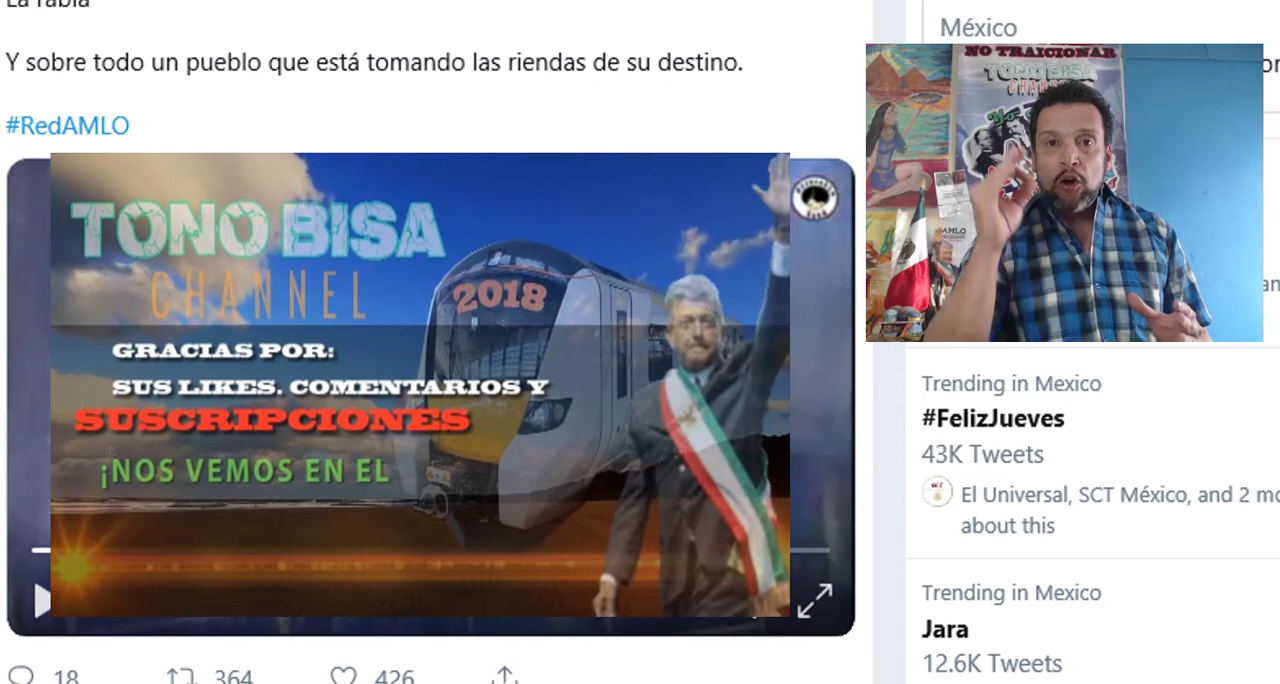 La rabia
Y sobre todo un pueblo que está tomando las riendas de su destino.
#RedAMLO
TONO BISA
CHANNEL
2018
GRACIAS POR:
SUS LIKES. COMENTARIOS Y
SUSCRIPCIONES
¡NOS VEMOS EN EL
18
364
426
México
NO TRAICIONAR
TONO BISA
AMLO
Trending in Mexico
#FelizJueves
43K Tweets
El Universal, SCT México, and 2 mo
about this
Trending in Mexico
Jara
12.6K Tweets